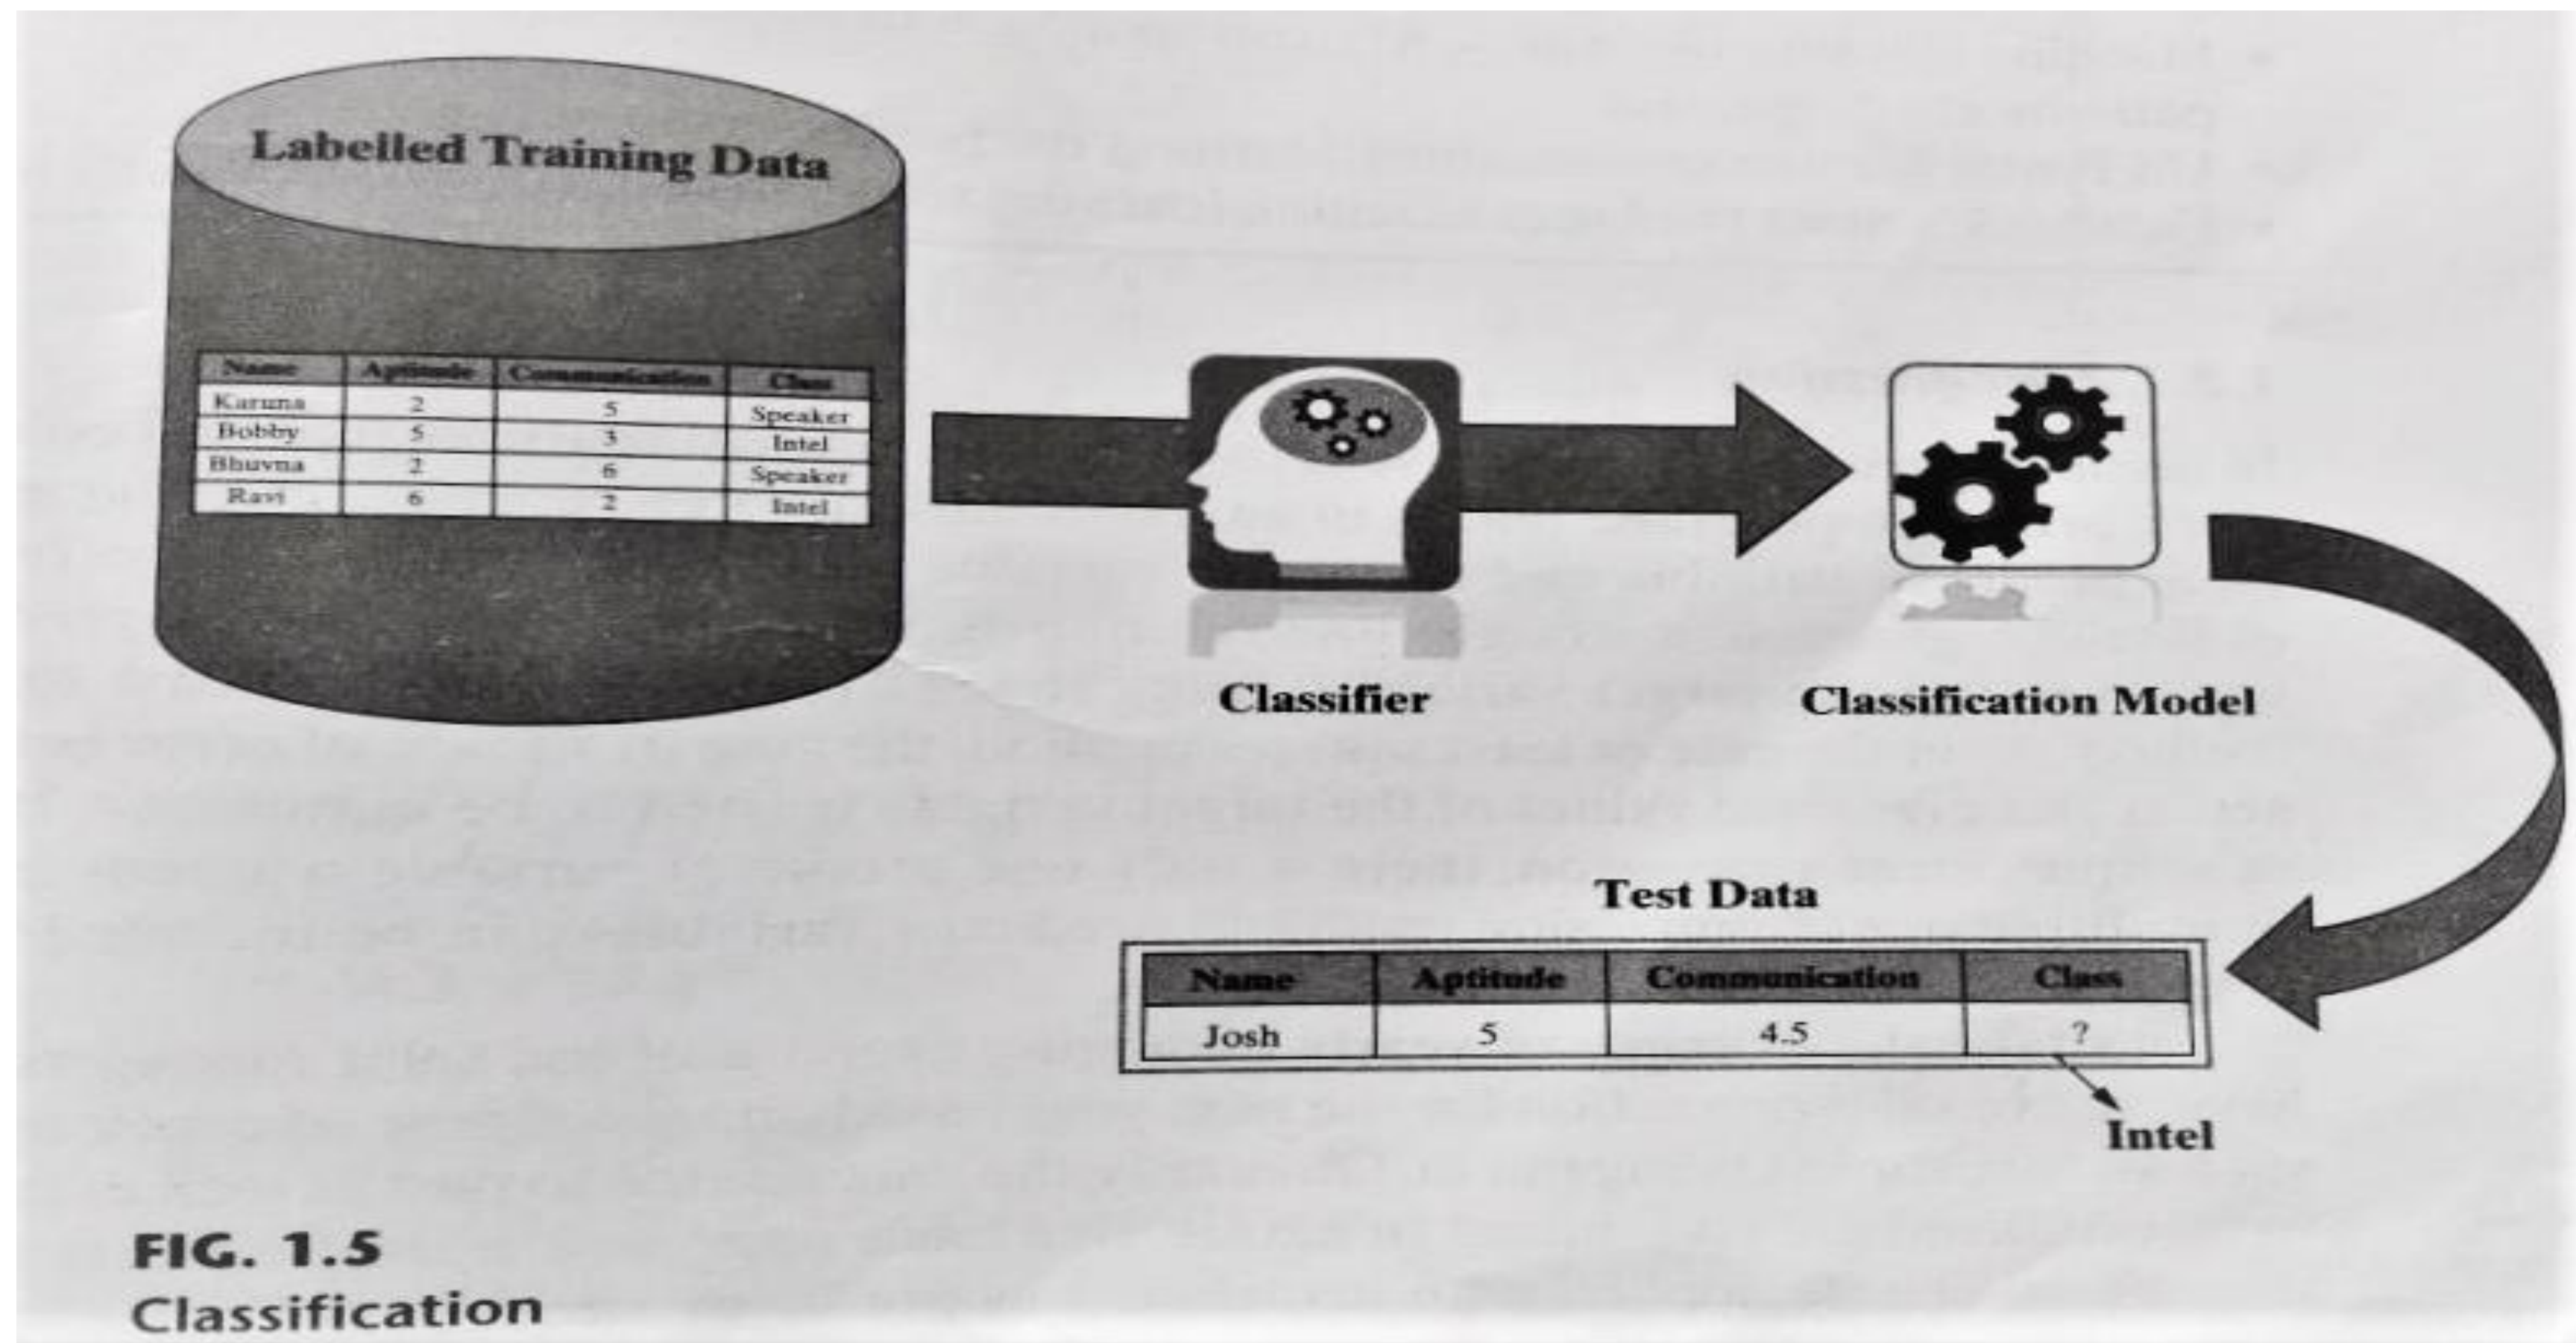 Labelled Training Data
Name Aptitude Communication Class
Karuna 2 5 Speaker
Bobby 5 3 Intel
Bhuvna 2 6 Speaker
Ravi 6 2 Intel
Classifier
Classification Model
Test Data
Name Aptitude Communication Class
Josh 5 4.5 ?
Intel
FIG. 1.5
Classification